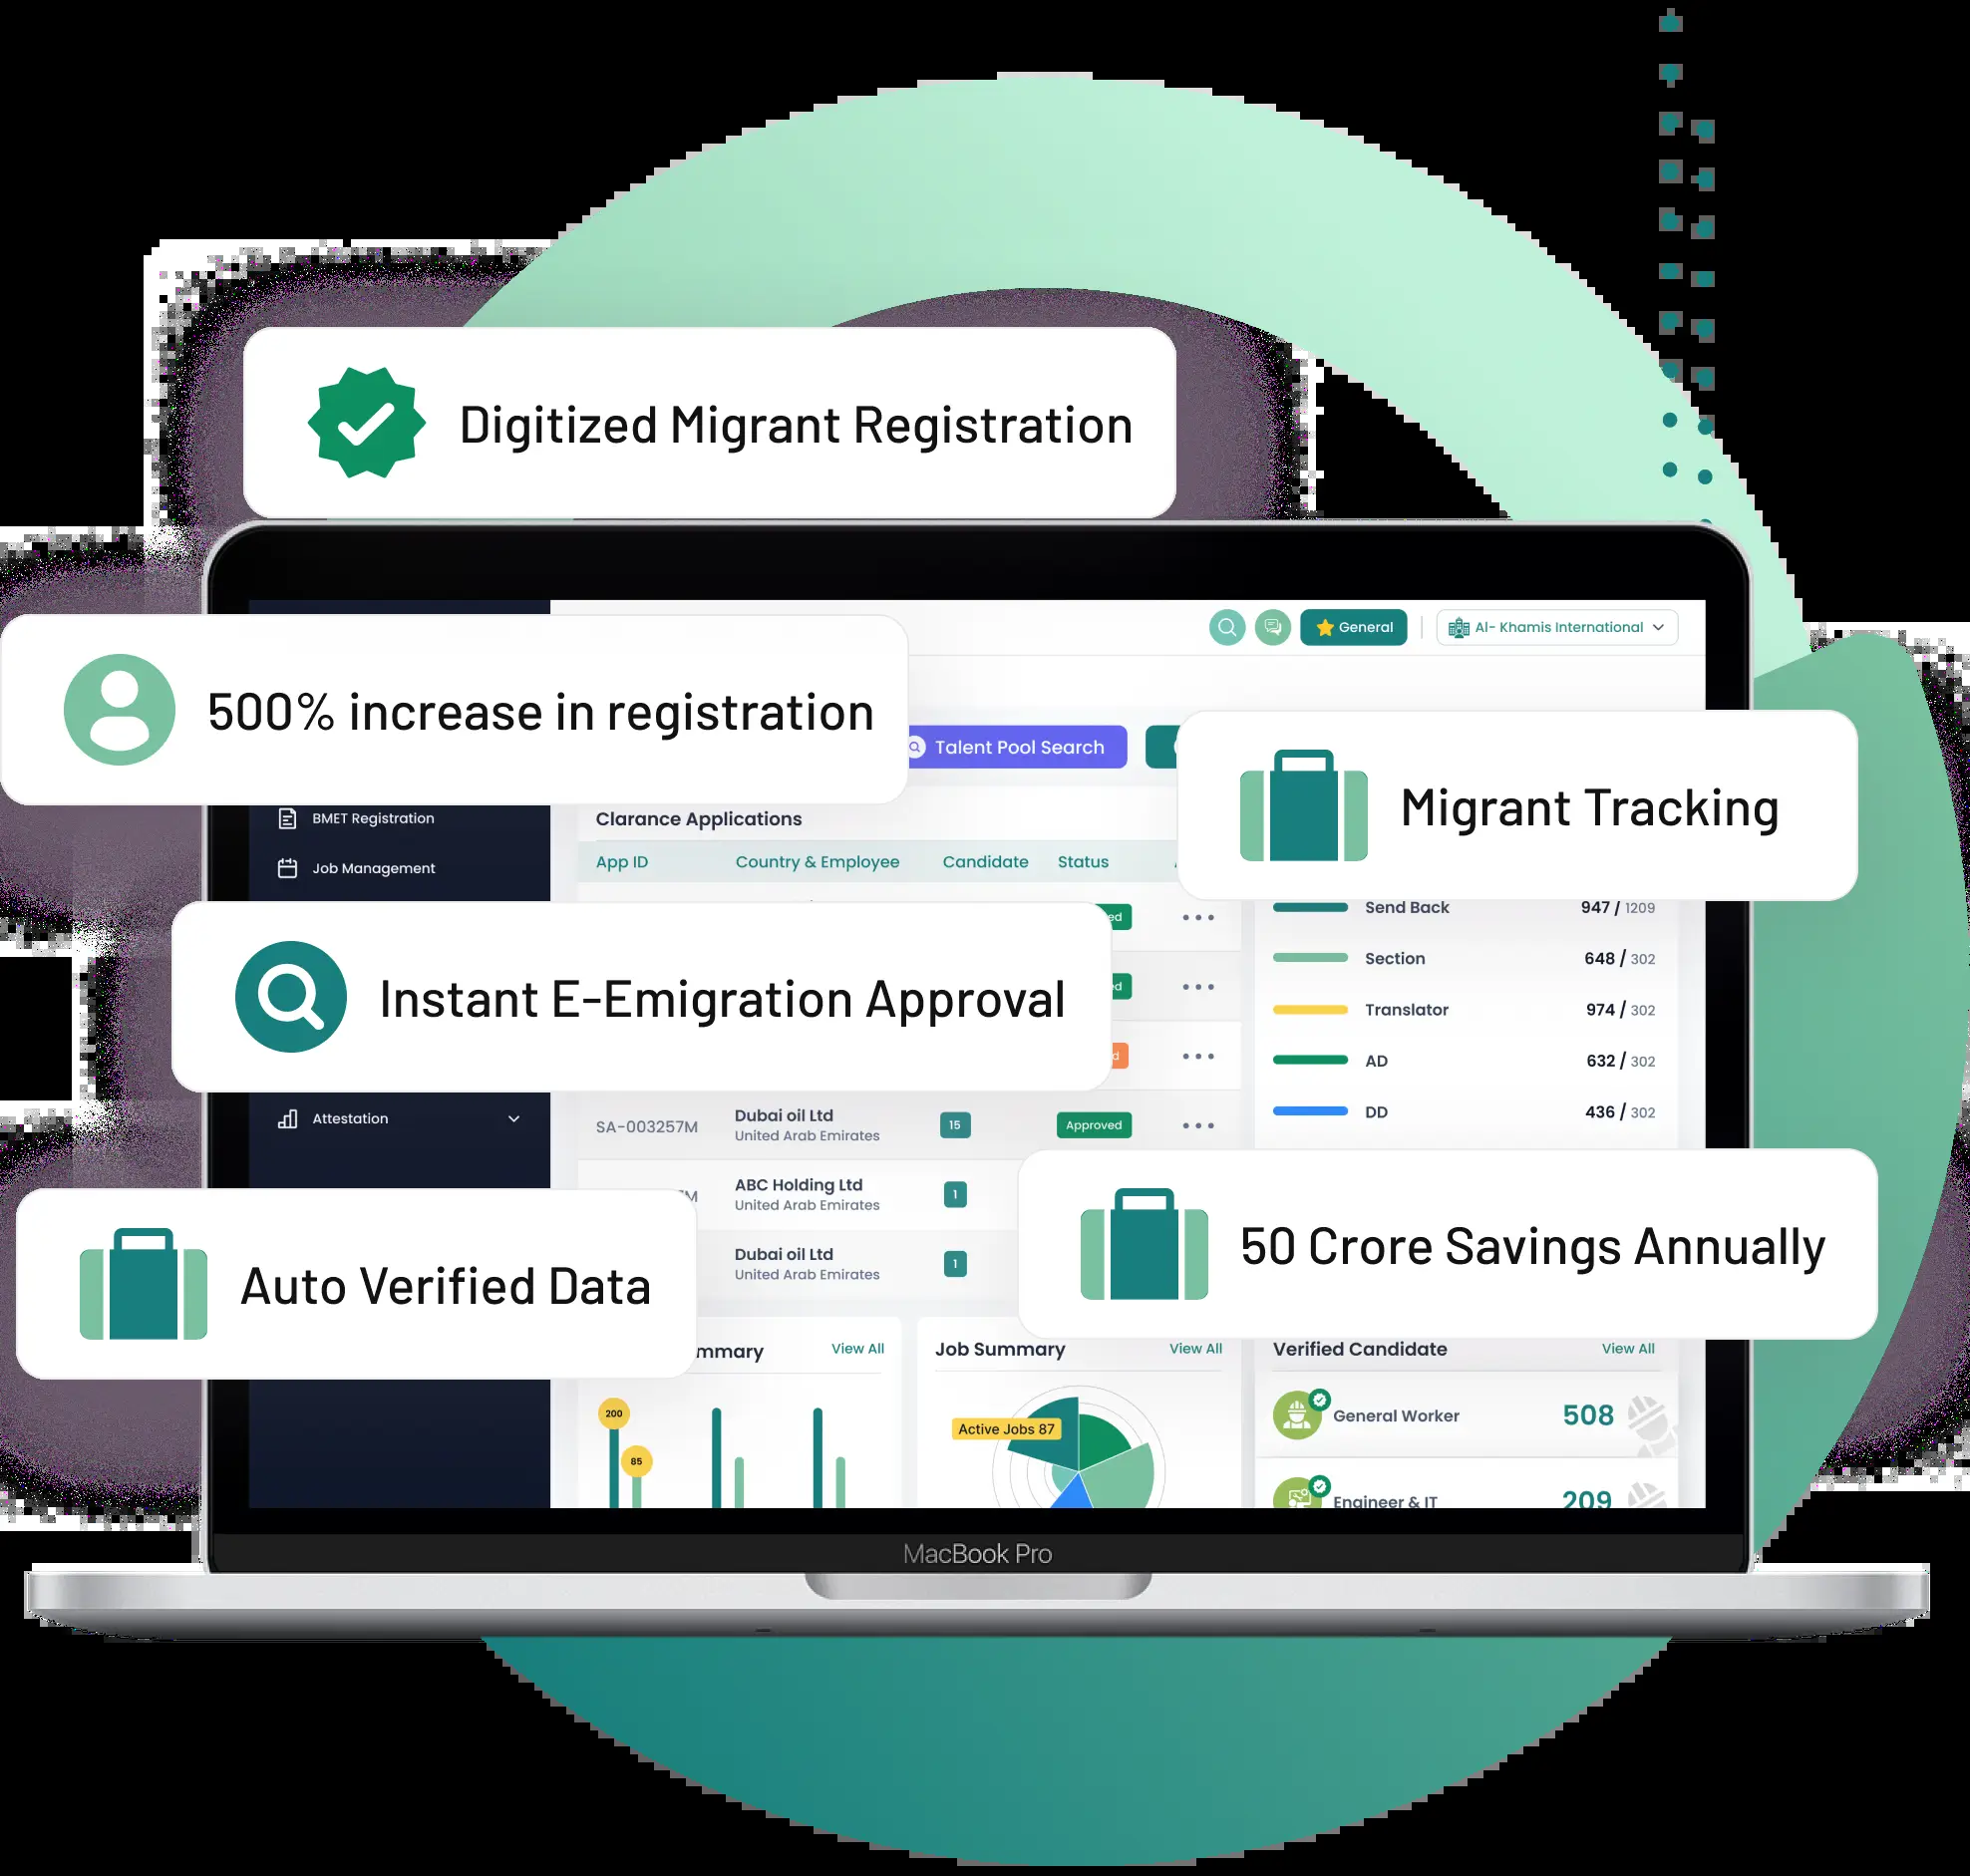 Digitized Migrant Registration
General
Al- Khamis International
500% increase in registration
Talent Pool Search
Migrant Tracking
BMET Registration
Job Management
Clarance Applications
App ID Country & Employee Candidate Status
Send Back 947 / 1209
Section 648 / 302
Translator 974 / 302
AD 632 / 302
DD 436 / 302
Instant E-Emigration Approval
Attestation
SA-003257M Dubai oil Ltd 15 Approved
United Arab Emirates
ABC Holding Ltd 1
United Arab Emirates
Dubai oil Ltd 1
United Arab Emirates
Auto Verified Data
50 Crore Savings Annually
View All
200
85
Job Summary View All
Active Jobs 87
Verified Candidate View All
General Worker 508
Engineer & IT 209
MacBook Pro